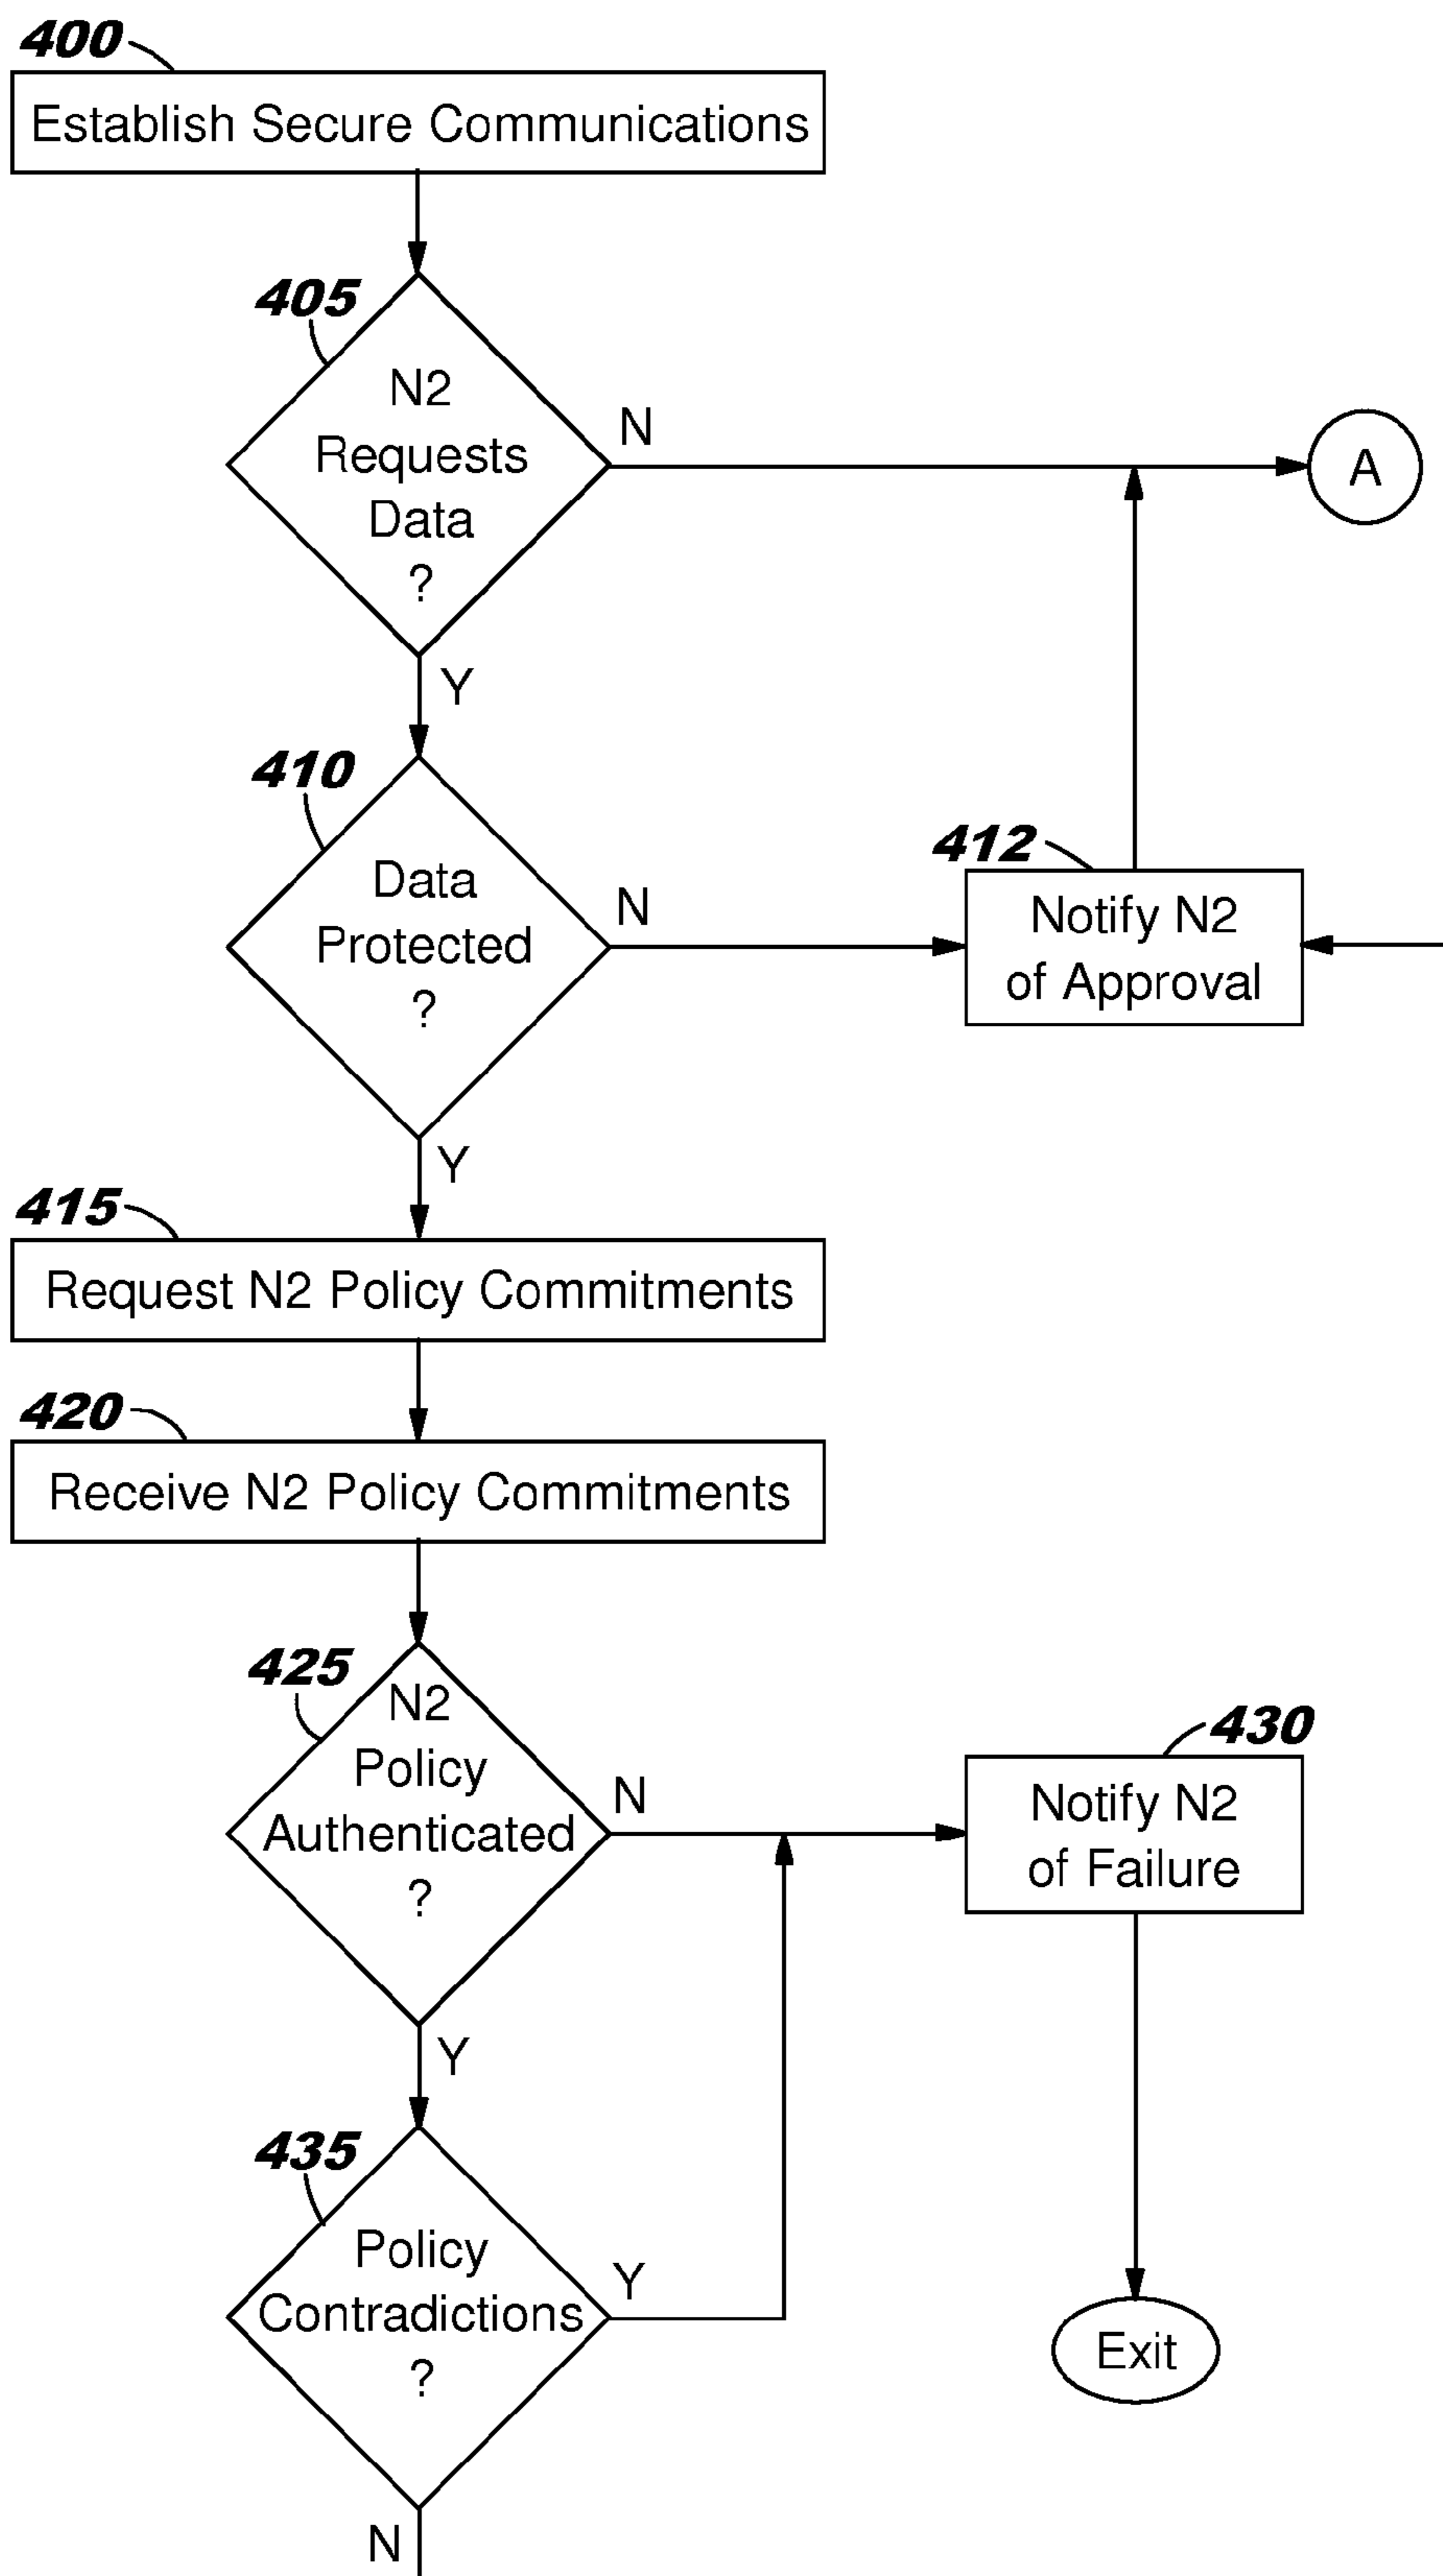 400
Establish Secure Communications
405
N2
Requests
Data
?
N
A
Y
410
Data
Protected
?
N
412
Notify N2
of Approval
Y
415
Request N2 Policy Commitments
420
Receive N2 Policy Commitments
425
N2
Policy
Authenticated
?
N
430
Notify N2
of Failure
Y
435
Policy
Contradictions
?
Y
Exit
N